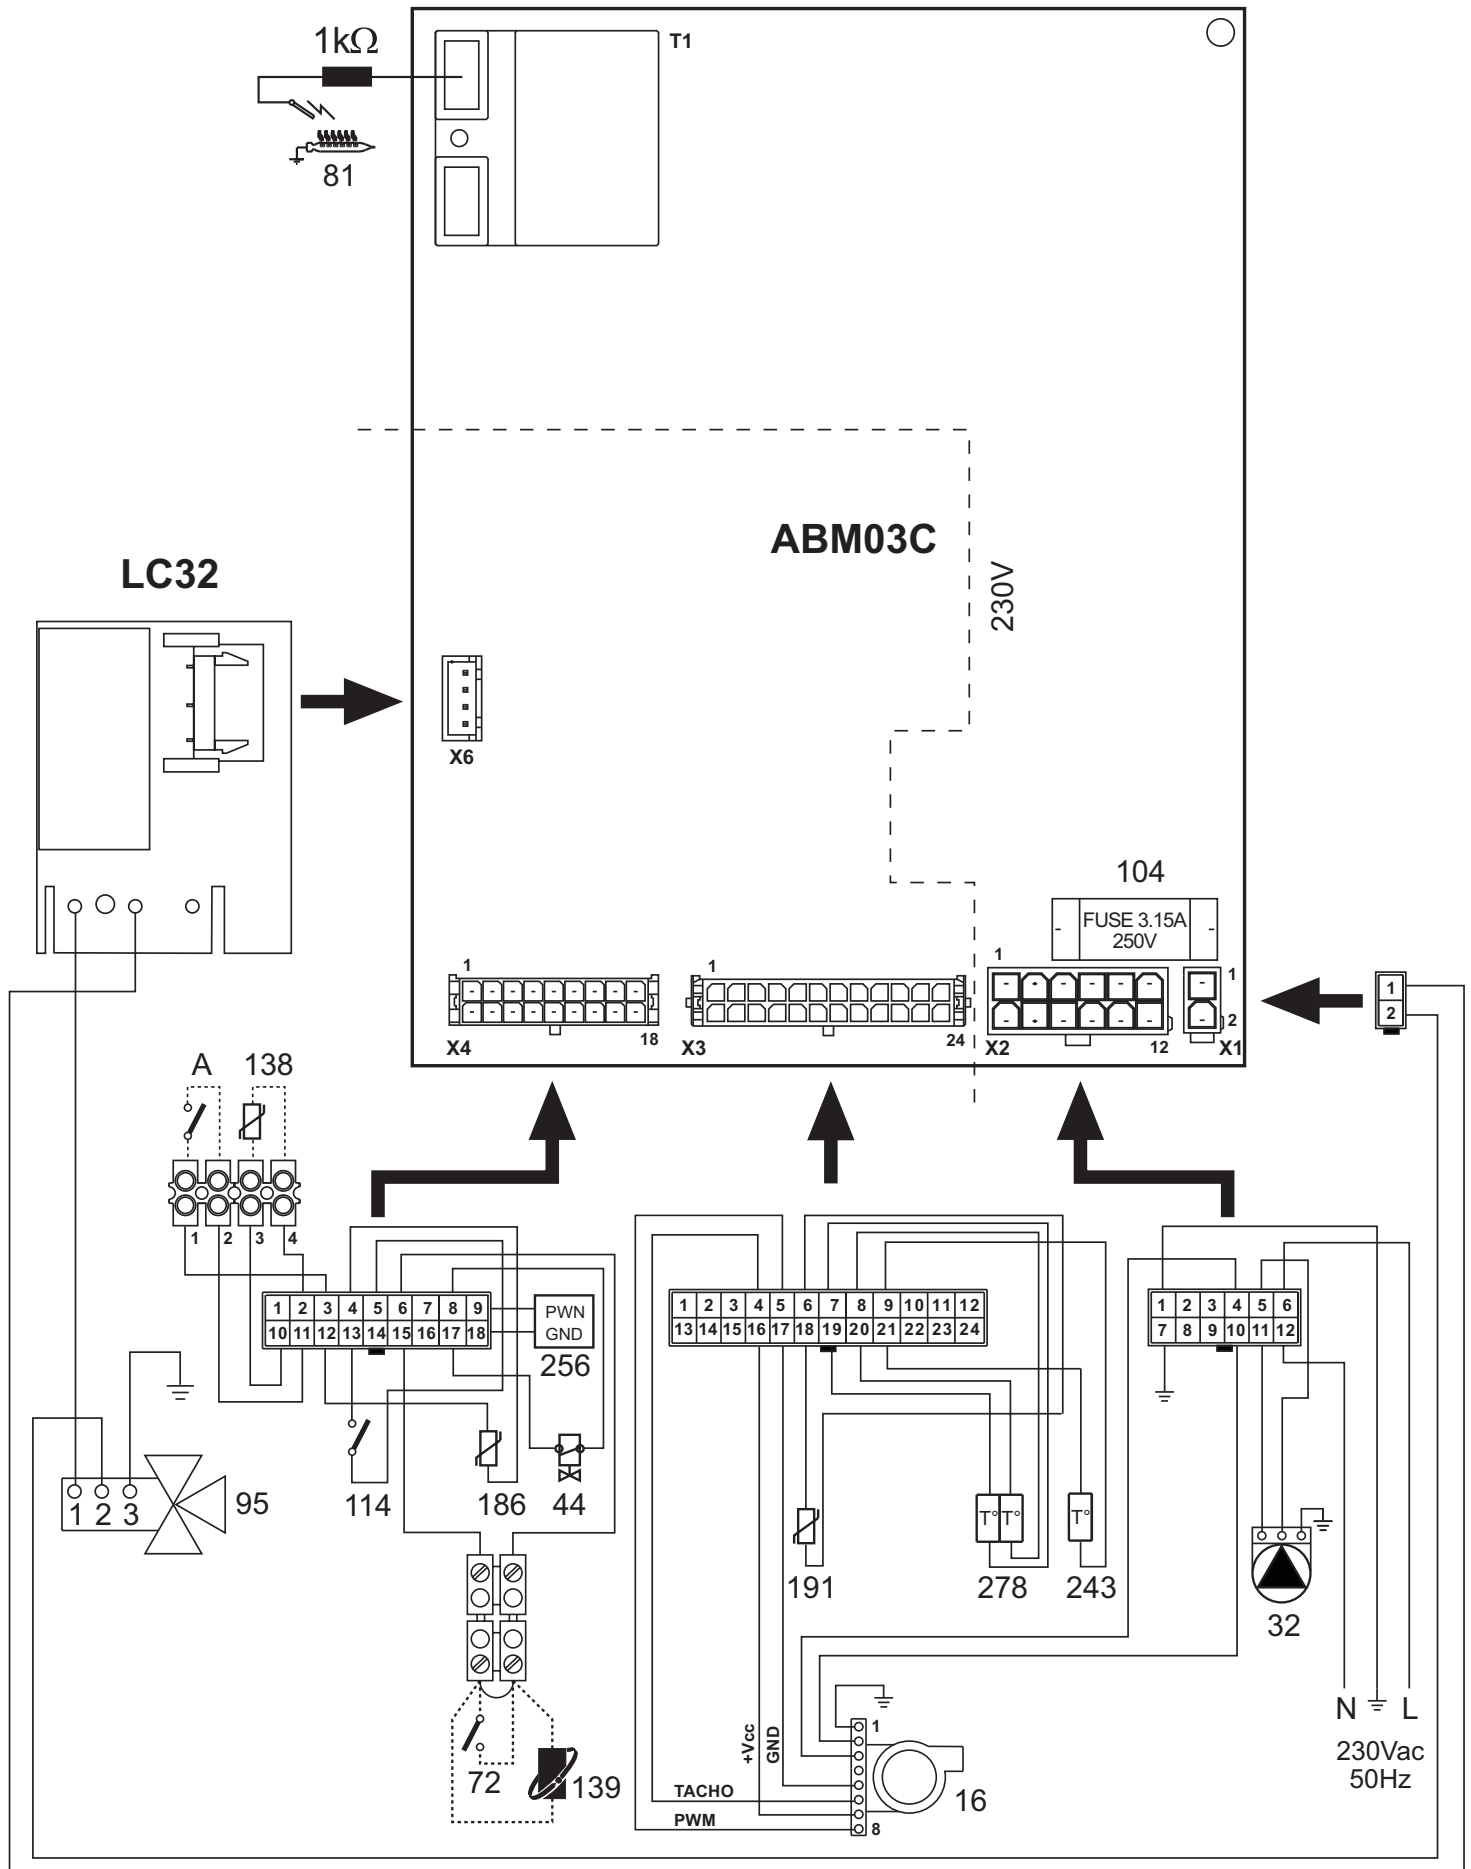 1kΩ
T1
81
ABM03C
230V
LC32
X6
104
FUSE 3.15A
250V
1
1
1
1
2
18
24
12
X4
X3
X2
X1
1
2
A
138
1
2
3
4
1 2 3 4 5 6 7 8 9
10 11 12 13 14 15 16 17 18
PWN
GND
256
1 2 3 4 5 6 7 8 9 10 11 12
13 14 15 16 17 18 19 20 21 22 23 24
1 2 3 4 5 6
7 8 9 10 11 12
1 2 3
95
114
186
44
T° T°
T°
191
278
243
32
72
139
+Vcc
GND
TACHO
PWM
1
8
16
N
L
230Vac
50Hz